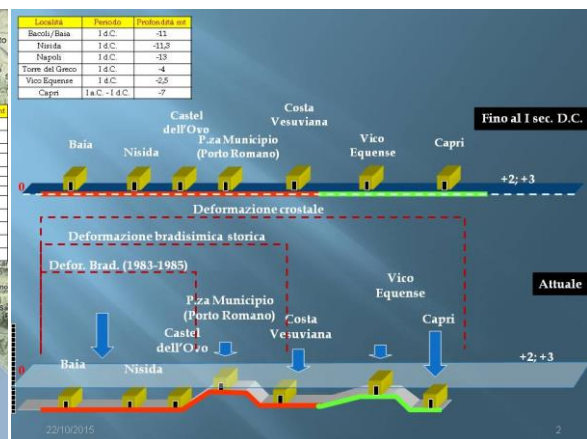 Località Periodo Profondità mt
Bacoli/Baia I d.C. -11
Nisida I d.C. -11,3
Napoli I d.C. -13
Torre del Greco I d.C. -4
Vico Equense I d.C. -2,5
Capri I a.C. - I d.C. -7
Fino al I sec. D.C.
Baia
Nisida
Castel
dell'Ovo
P.za Municipio
(Porto Romano)
Costa
Vesuviana
Vico
Equense
Capri
+2; +3
0
Deformazione crostale
Deformazione bradisimica storica
Defor. Brad. (1983-1985)
Attuale
Baia
Nisida
Castel
dell'Ovo
P.za Municipio
(Porto Romano)
Costa
Vesuviana
Vico
Equense
Capri
+2; +3
0
22/10/2015
2